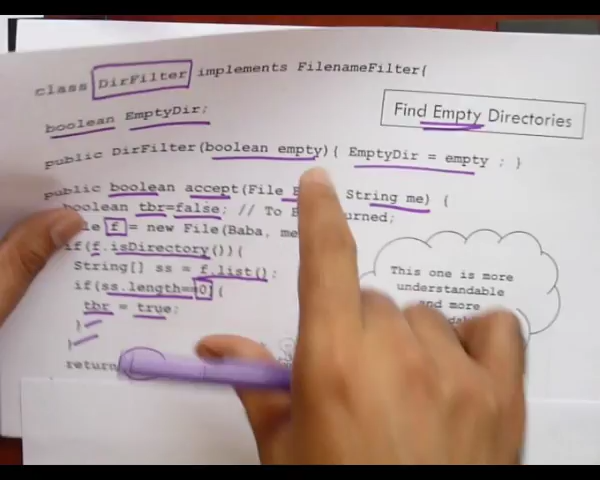 class DirFilter implements FilenameFilter{
Find Empty Directories
boolean EmptyDir;
public DirFilter(boolean empty){ EmptyDir = empty ; }
public boolean accept(File String me) {
boolean tbr=false; // To
f = new File(Baba, me
if(f.isDirectory()){
String[] ss = f.list();
if(ss.length==0{
tbr = true;
}
}
return
This one is more
understandable
and more